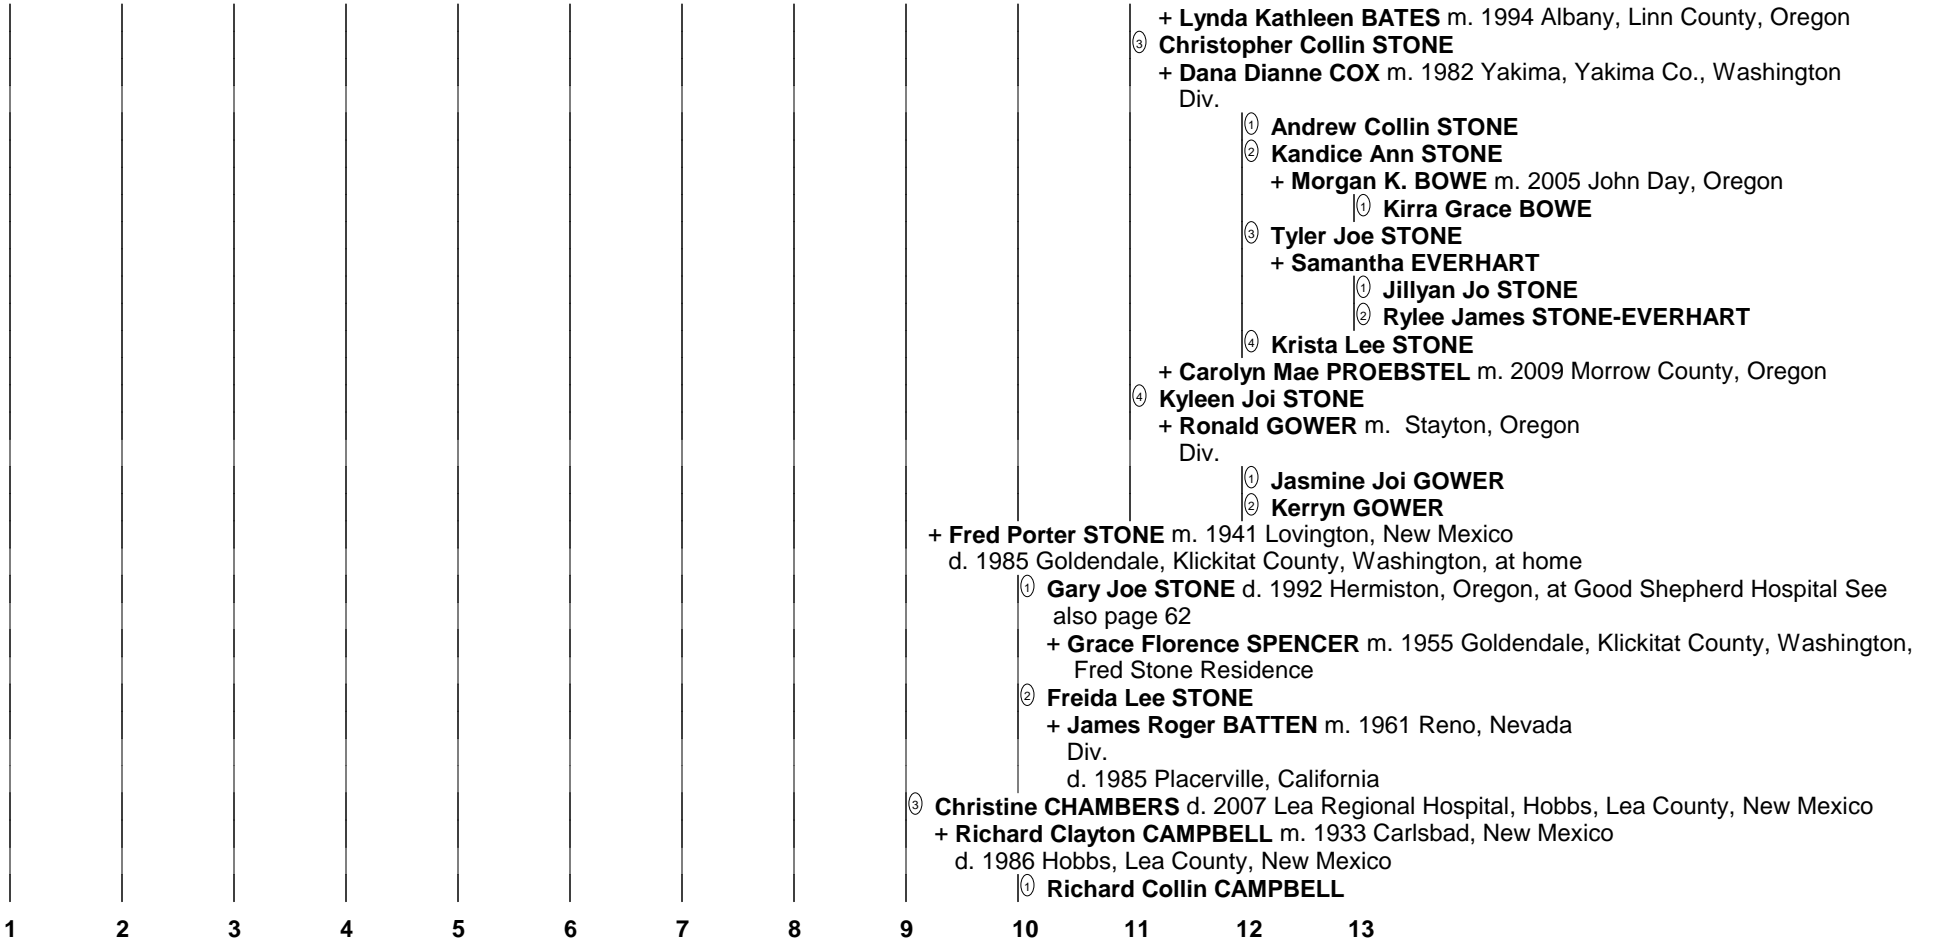 + Lynda Kathleen BATES m. 1994 Albany, Linn County, Oregon
③ Christopher Collin STONE
+ Dana Dianne COX m. 1982 Yakima, Yakima Co., Washington
Div.
① Andrew Collin STONE
② Kandice Ann STONE
+ Morgan K. BOWE m. 2005 John Day, Oregon
① Kirra Grace BOWE
③ Tyler Joe STONE
+ Samantha EVERHART
① Jillyan Jo STONE
② Rylee James STONE-EVERHART
④ Krista Lee STONE
+ Carolyn Mae PROEBSTEL m. 2009 Morrow County, Oregon
④ Kyleen Joi STONE
+ Ronald GOWER m. Stayton, Oregon
Div.
① Jasmine Joi GOWER
② Kerryn GOWER
+ Fred Porter STONE m. 1941 Lovington, New Mexico
d. 1985 Goldendale, Klickitat County, Washington, at home
① Gary Joe STONE d. 1992 Hermiston, Oregon, at Good Shepherd Hospital See
also page 62
+ Grace Florence SPENCER m. 1955 Goldendale, Klickitat County, Washington,
Fred Stone Residence
② Freida Lee STONE
+ James Roger BATTEN m. 1961 Reno, Nevada
Div.
d. 1985 Placerville, California
③ Christine CHAMBERS d. 2007 Lea Regional Hospital, Hobbs, Lea County, New Mexico
+ Richard Clayton CAMPBELL m. 1933 Carlsbad, New Mexico
d. 1986 Hobbs, Lea County, New Mexico
① Richard Collin CAMPBELL
1 2 3 4 5 6 7 8 9 10 11 12 13